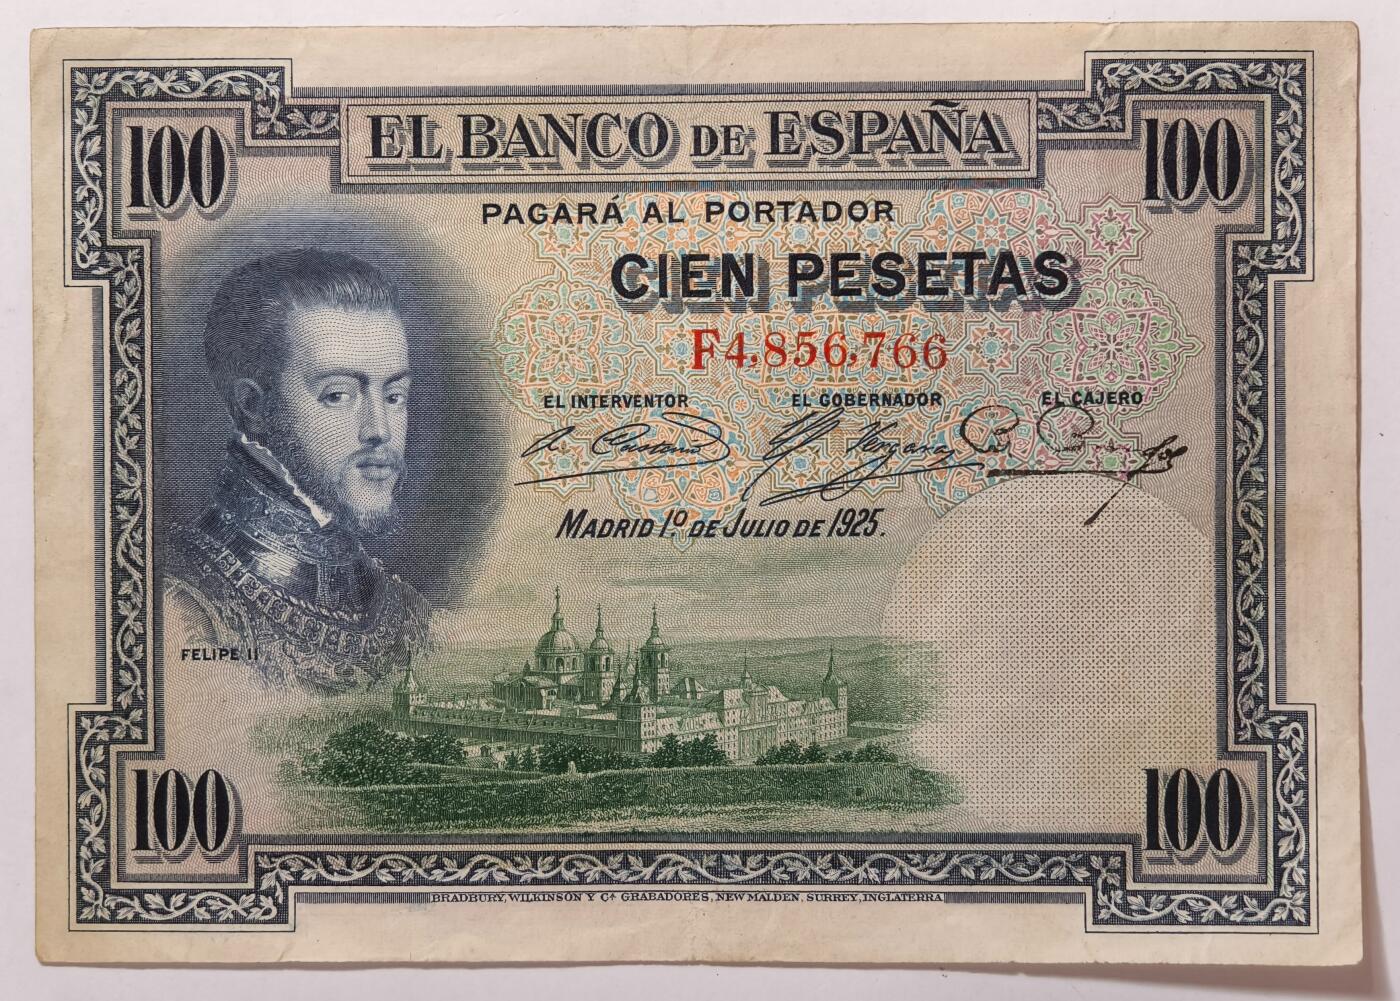 100
EL BANCO DE ESPAÑA
100
PAGARÁ AL PORTADOR
CIEN PESETAS
F4,856,766
EL INTERVENTOR EL GOBERNADOR EL CAJERO
MADRID 1º DE JULIO DE 1925.
FELIPE II
100
100
BRADBURY, WILKINSON Y Cª GRABADORES, NEW MALDEN, SURREY, INGLATERRA